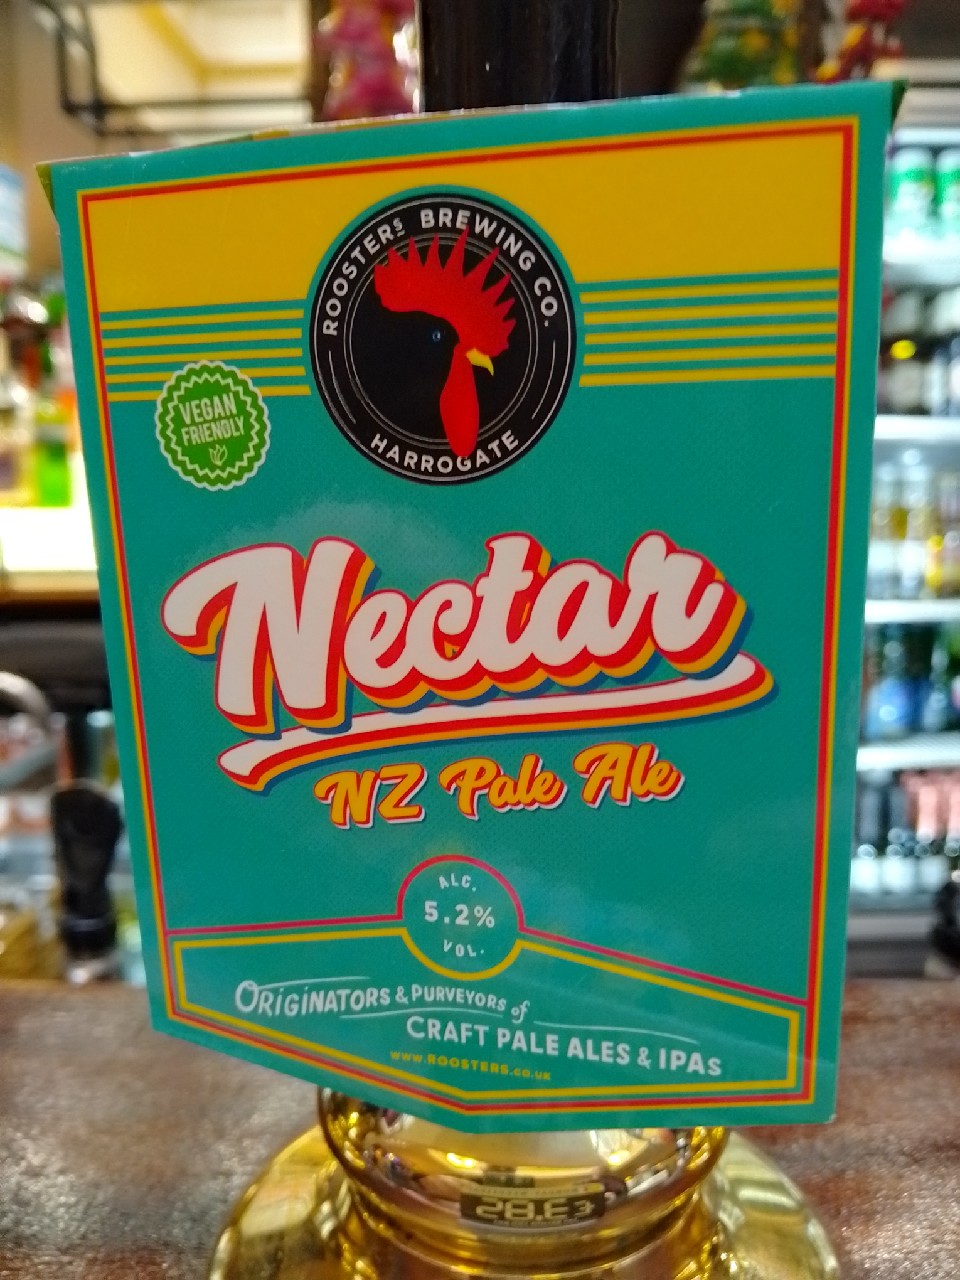 ROOSTERS BREWING CO.
HARROGATE
VEGAN
FRIENDLY
Nectar
NZ Pale Ale
ALC.
5.2%
VOL.
ORIGINATORS & PURVEYORS of
CRAFT PALE ALES & IPAS
www.ROOSTERS.co.uk